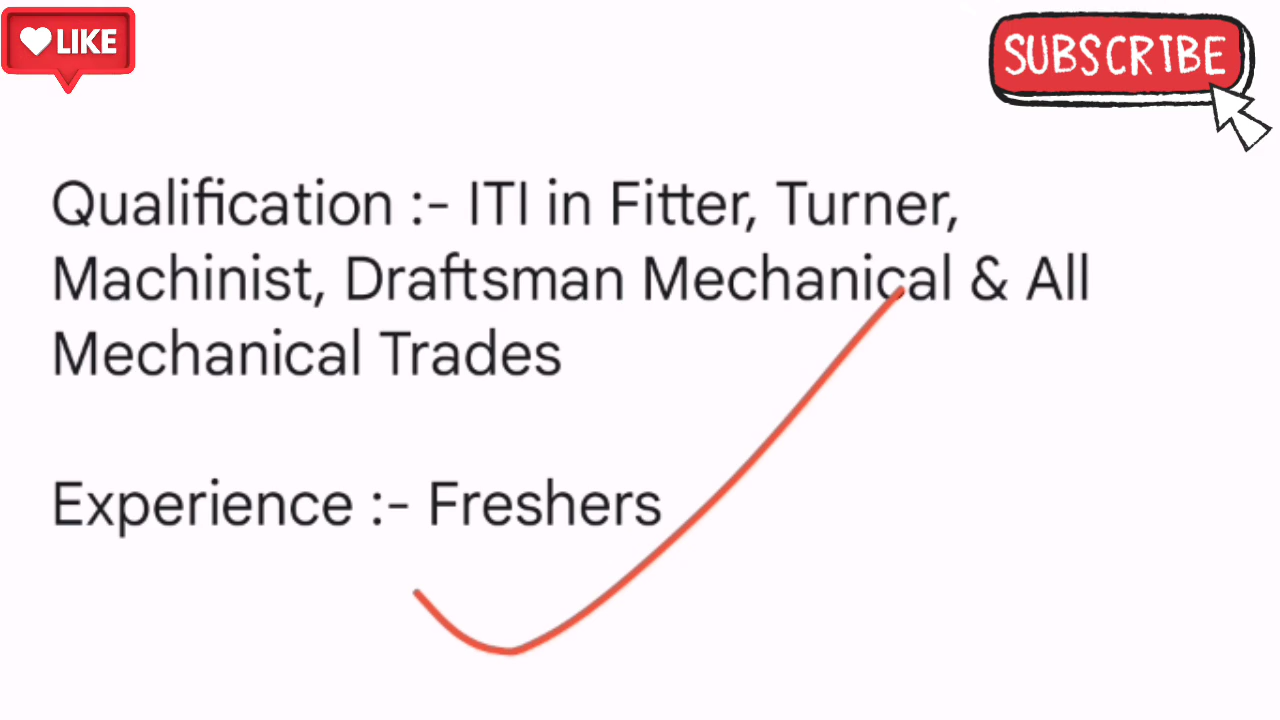 LIKE
SUBSCRIBE
Qualification :- ITI in Fitter, Turner,
Machinist, Draftsman Mechanical & All
Mechanical Trades
Experience :- Freshers